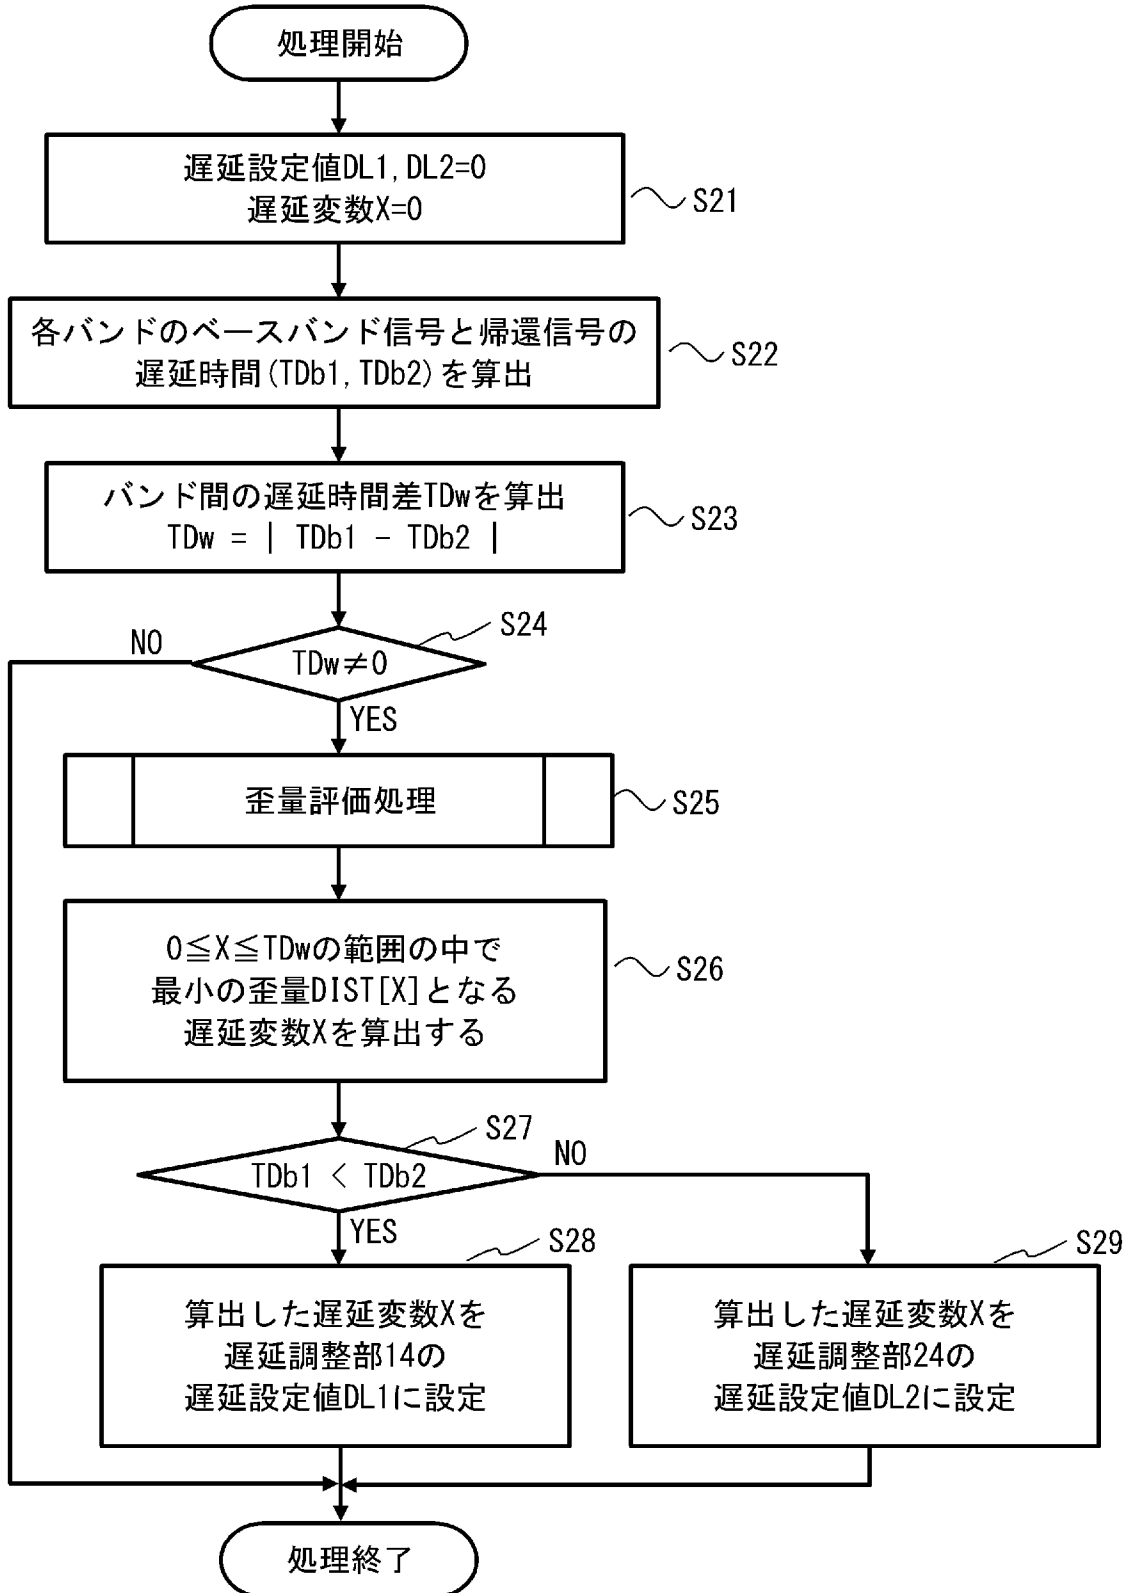 処理開始
遅延設定値DL1,DL2=0
遅延変数X=0
S21
各バンドのベースバンド信号と帰還信号の
遅延時間(TDb1,TDb2)を算出
S22
バンド間の遅延時間差TDwを算出
TDw = | TDb1 - TDb2 |
S23
S24
NO
TDw≠0
YES
歪量評価処理
S25
0≦X≦TDwの範囲の中で
最小の歪量DIST[X]となる
遅延変数Xを算出する
S26
S27
NO
TDb1 < TDb2
YES
S28
S29
算出した遅延変数Xを
遅延調整部14の
遅延設定値DL1に設定
算出した遅延変数Xを
遅延調整部24の
遅延設定値DL2に設定
処理終了